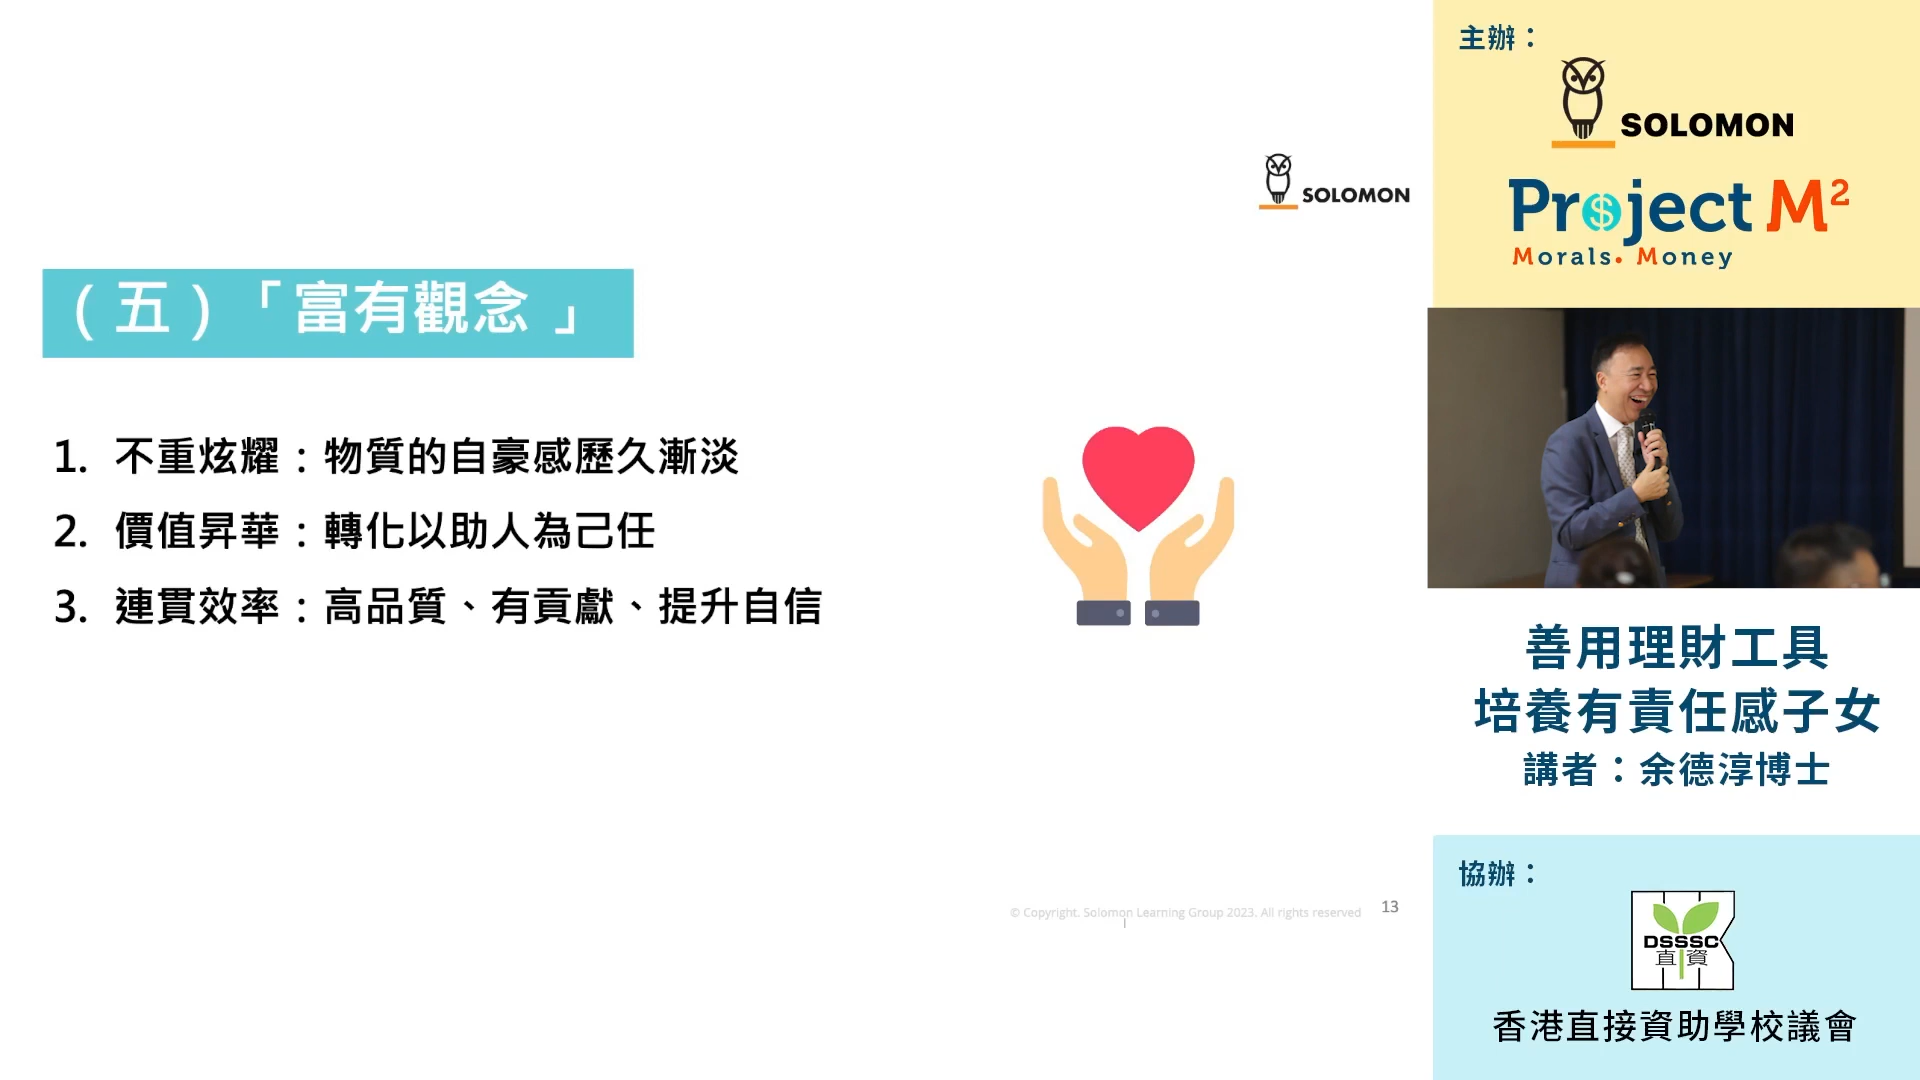 SOLOMON
(五)「富有觀念 」
1. 不重炫耀:物質的自豪感歷久漸淡
2. 價值昇華:轉化以助人為己任
3. 連貫效率:高品質、有貢獻、提升自信
© Copyright. Solomon Learning Group 2023. All rights reserved
13
主辦:
SOLOMON
Project M²
Morals. Money
善用理財工具
培養有責任感子女
講者:余德淳博士
協辦:
DSSSC
直資
香港直接資助學校議會